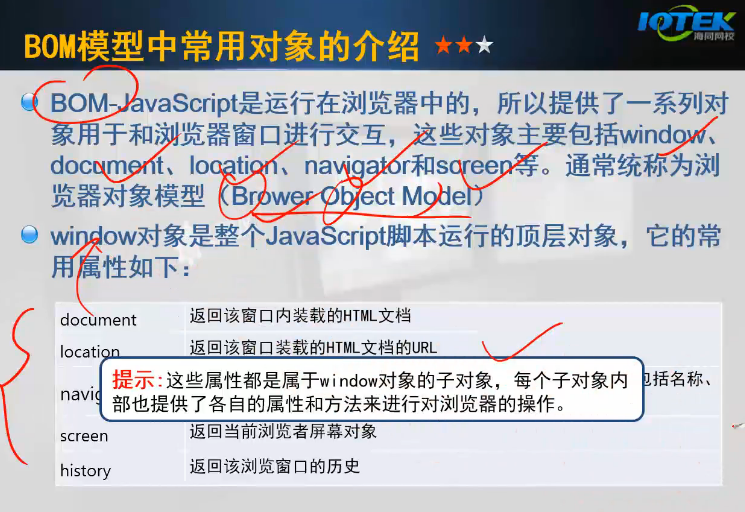 IOTEK
海同网校
BOM模型中常用对象的介绍
BOM-JavaScript是运行在浏览器中的，所以提供了一系列对
象用于和浏览器窗口进行交互，这些对象主要包括window、
document、location、navigator和screen等。通常统称为浏
览器对象模型（Brower Object Model）
window对象是整个JavaScript脚本运行的顶层对象，它的常
用属性如下：
document 返回该窗口内装载的HTML文档
location 返回该窗口装载的HTML文档的URL
提示:这些属性都是属于window对象的子对象，每个子对象内
部也提供了各自的属性和方法来进行对浏览器的操作。
navig 包括名称、
screen 返回当前浏览者屏幕对象
history 返回该浏览窗口的历史